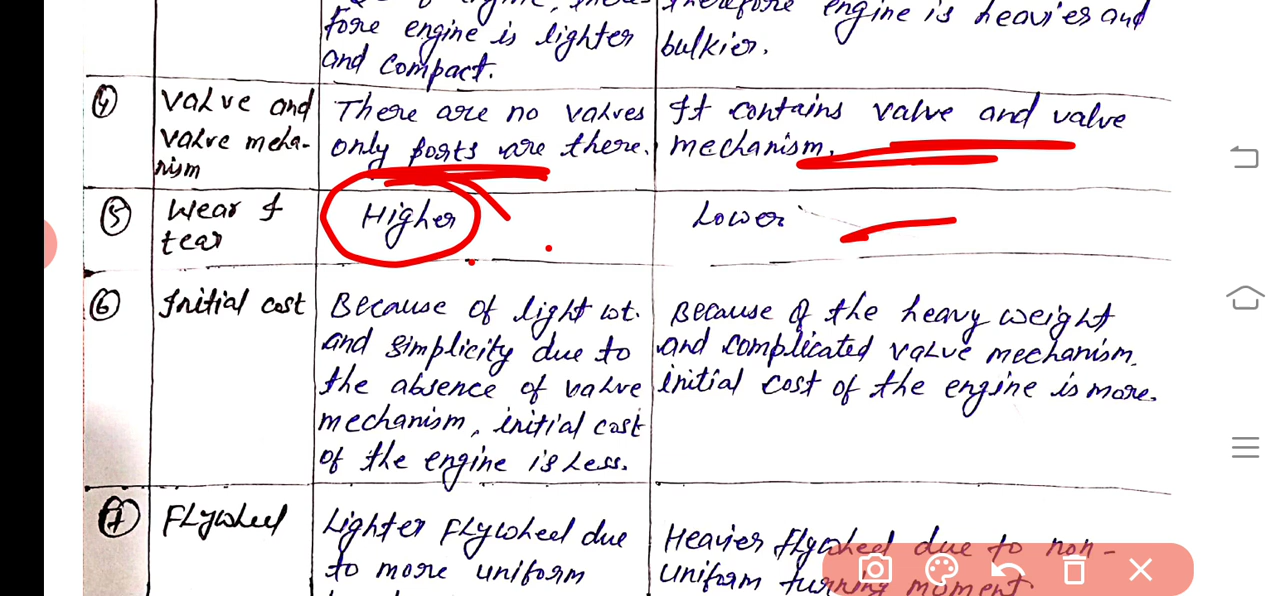 therefore engine is heavier and
fore engine is lighter
and compact.
bulkier.
④ Valve and
Valve mecha-
nism
There are no valves
only ports are there.
It contains valve and valve
mechanism.
⑤ Wear &
tear
Higher
Lower
⑥ Initial cost
Because of light wt.
and simplicity due to
the absence of valve
mechanism, initial cost
of the engine is less.
Because of the heavy weight
and complicated valve mechanism.
initial cost of the engine is more.
⑦ Flywheel
Lighter flywheel due
to more uniform
Heavier flywheel due to non-
uniform turning moment